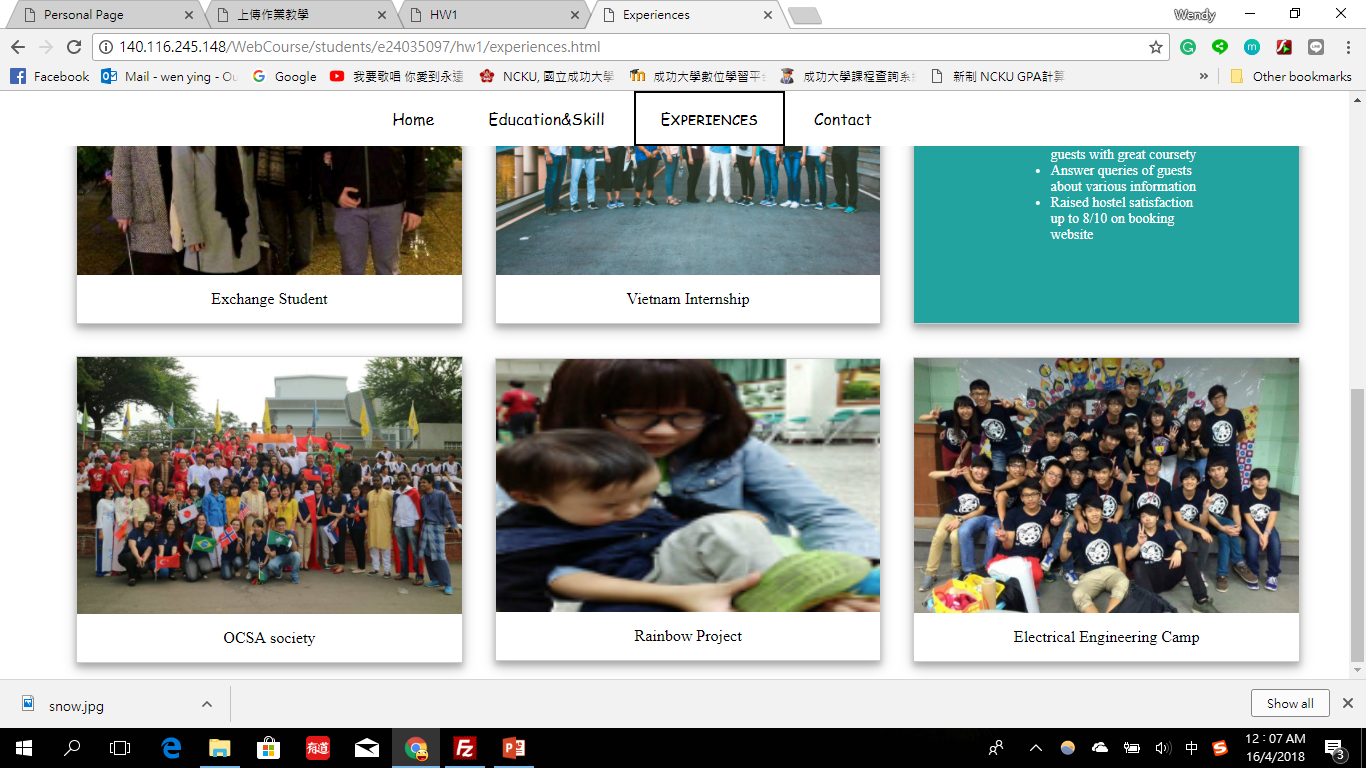 Personal Page
上傳作業教學
HW1
Experiences
Wendy
140.116.245.148/WebCourse/students/e24035097/hw1/experiences.html
Facebook
Mail - wen ying - Ou
Google
我要歌唱 你愛到永遠
NCKU, 國立成功大學
成功大學數位學習平
成功大學課程查詢系
新制 NCKU GPA計算
»
Other bookmarks
Home
Education&Skill
EXPERIENCES
Contact
guests with great coursety
• Answer queries of guests
about various information
• Raised hostel satisfaction
up to 8/10 on booking
website
Exchange Student
Vietnam Internship
OCSA society
Rainbow Project
Electrical Engineering Camp
snow.jpg
Show all
有道
中
12：07 AM
16/4/2018
3